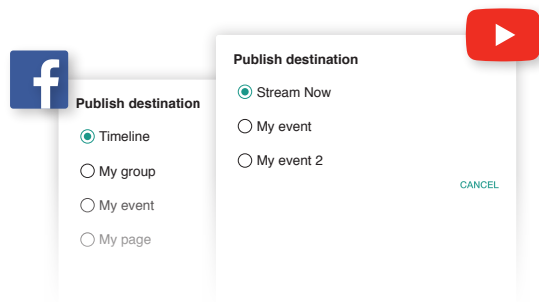 Publish destination
Timeline
My group
My event
My page
Publish destination
Stream Now
My event
My event 2
CANCEL